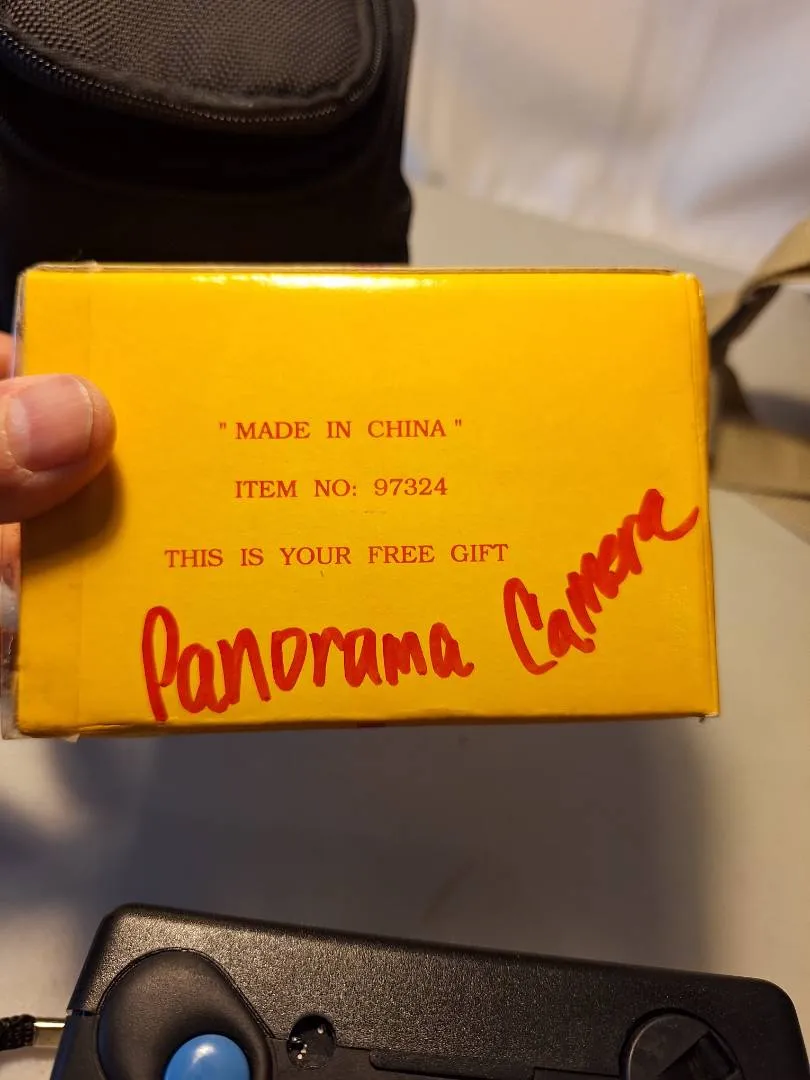 " MADE IN CHINA "
ITEM NO: 97324
THIS IS YOUR FREE GIFT
Panorama Camera